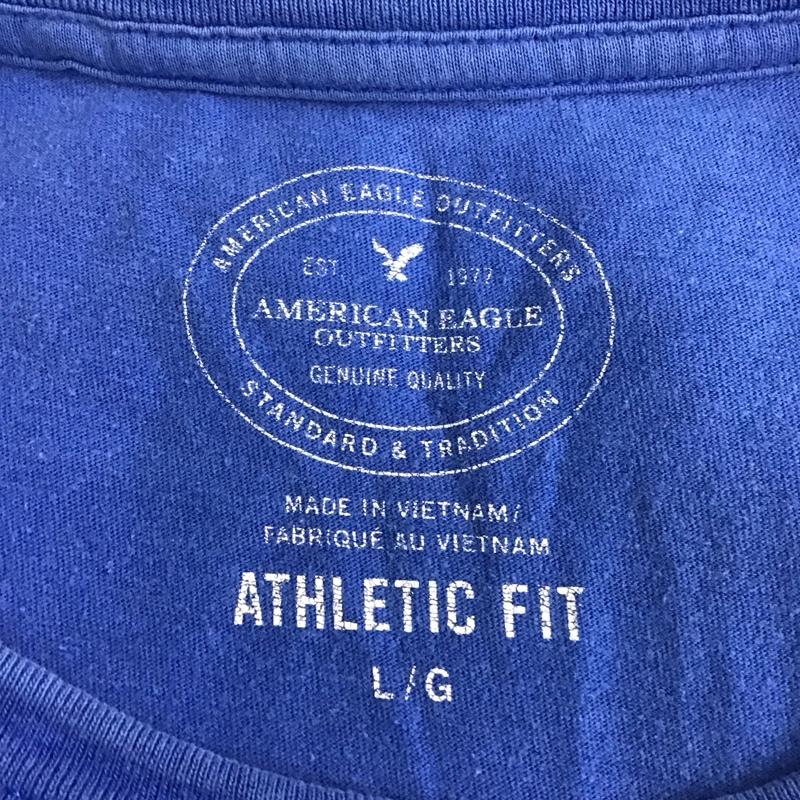 AMERICAN EAGLE OUTFITTERS
EST. 1977
AMERICAN EAGLE
OUTFITTERS
GENUINE QUALITY
STANDARD & TRADITION
MADE IN VIETNAM/
FABRIQUÉ AU VIETNAM
ATHLETIC FIT
L/G